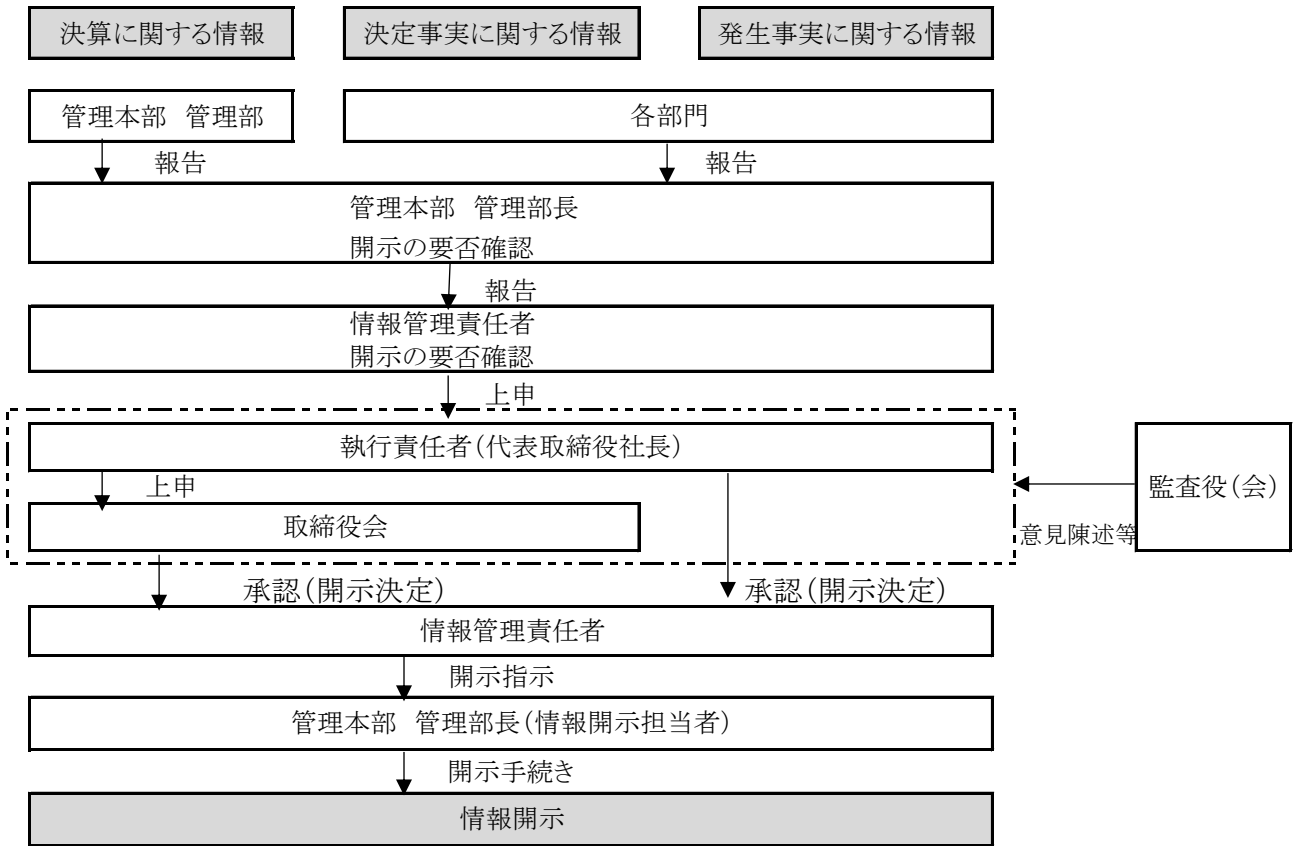 決算に関する情報
決定事実に関する情報
発生事実に関する情報
管理本部 管理部
各部門
報告
報告
管理本部 管理部長
開示の要否確認
報告
情報管理責任者
開示の要否確認
上申
執行責任者(代表取締役社長)
上申
取締役会
監査役(会)
意見陳述等
承認(開示決定)
承認(開示決定)
情報管理責任者
開示指示
管理本部 管理部長(情報開示担当者)
開示手続き
情報開示